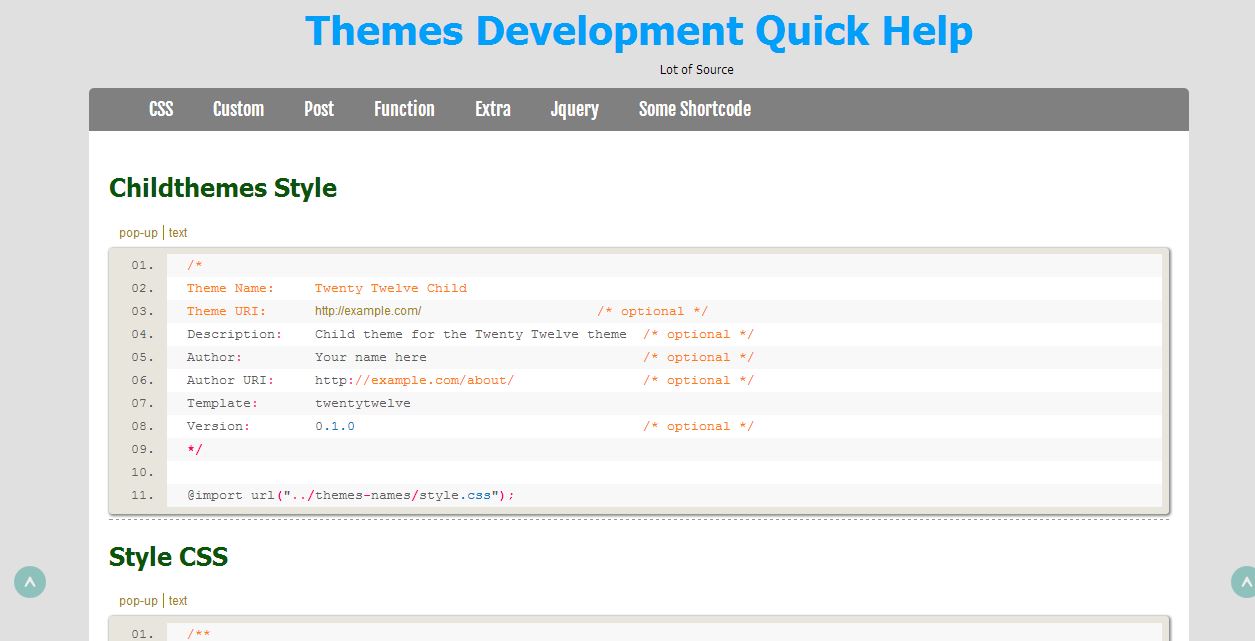 Themes Development Quick Help
Lot of Source
CSS Custom Post Function Extra Jquery Some Shortcode
Childthemes Style
pop-up | text
01. /*
02. Theme Name: Twenty Twelve Child
03. Theme URI: http://example.com/ /* optional */
04. Description: Child theme for the Twenty Twelve theme /* optional */
05. Author: Your name here /* optional */
06. Author URI: http://example.com/about/ /* optional */
07. Template: twentytwelve
08. Version: 0.1.0 /* optional */
09. */
10.
11. @import url("../themes-names/style.css");
Style CSS
pop-up | text
01. /**